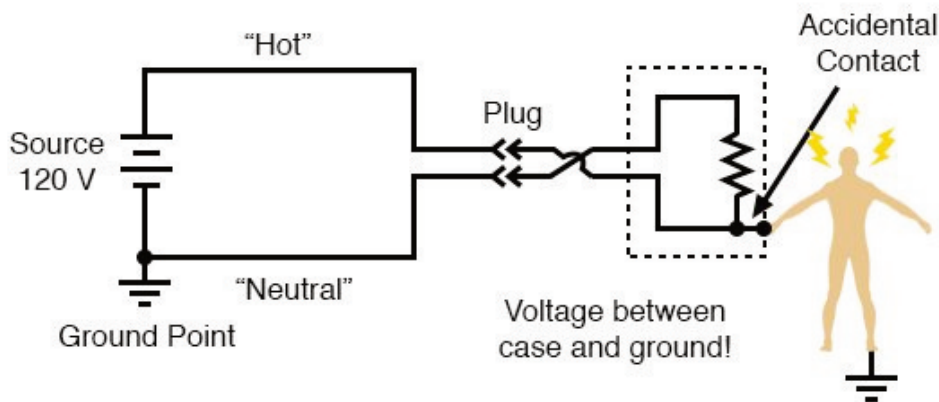 Accidental
Contact
“Hot”
Plug
Source
120 V
“Neutral”
Ground Point
Voltage between
case and ground!